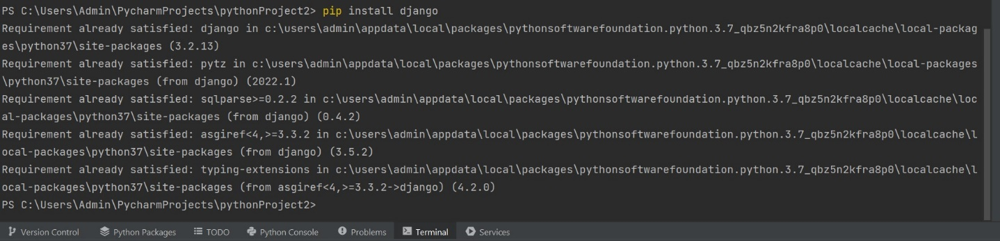 PS C:\Users\Admin\PycharmProjects\pythonProject2> pip install django
Requirement already satisfied: django in c:\users\admin\appdata\local\packages\pythonsoftwarefoundation.python.3.7_qbz5n2kfra8p0\localcache\local-packag
es\python37\site-packages (3.2.13)
Requirement already satisfied: pytz in c:\users\admin\appdata\local\packages\pythonsoftwarefoundation.python.3.7_qbz5n2kfra8p0\localcache\local-packages
\python37\site-packages (from django) (2022.1)
Requirement already satisfied: sqlparse>=0.2.2 in c:\users\admin\appdata\local\packages\pythonsoftwarefoundation.python.3.7_qbz5n2kfra8p0\localcache\loc
al-packages\python37\site-packages (from django) (0.4.2)
Requirement already satisfied: asgiref<4,>=3.3.2 in c:\users\admin\appdata\local\packages\pythonsoftwarefoundation.python.3.7_qbz5n2kfra8p0\localcache\l
ocal-packages\python37\site-packages (from django) (3.5.2)
Requirement already satisfied: typing-extensions in c:\users\admin\appdata\local\packages\pythonsoftwarefoundation.python.3.7_qbz5n2kfra8p0\localcache\l
ocal-packages\python37\site-packages (from asgiref<4,>=3.3.2->django) (4.2.0)
PS C:\Users\Admin\PycharmProjects\pythonProject2>
Version Control Python Packages TODO Python Console Problems Terminal Services